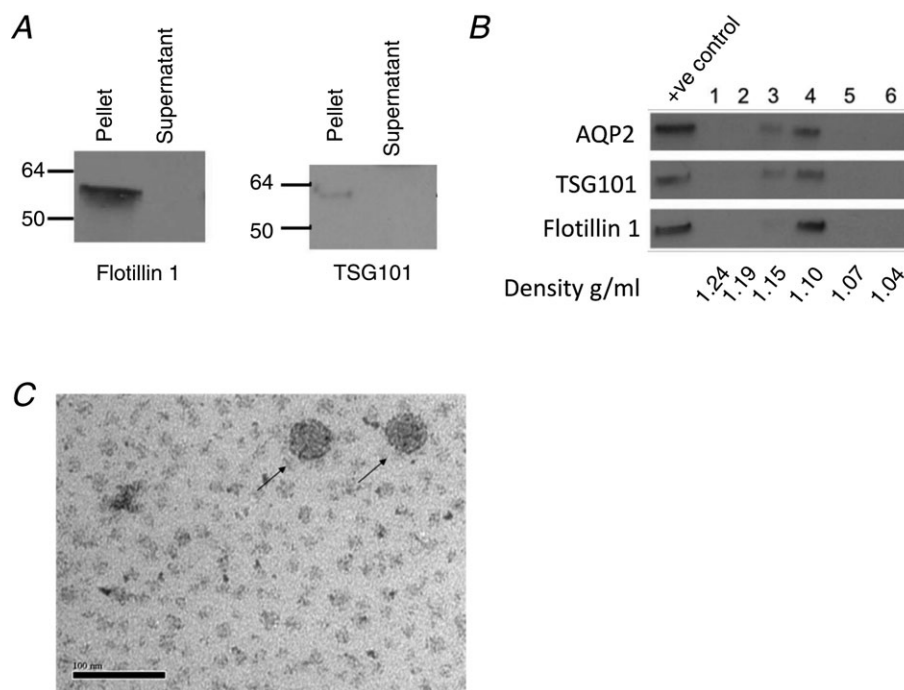 A
Pellet
Supernatant
64
50
Flotillin 1
Pellet
Supernatant
64
50
TSG101
B
+ve control
1 2 3 4 5 6
AQP2
TSG101
Flotillin 1
Density g/ml
1.24 1.19 1.15 1.10 1.07 1.04
C
100 nm